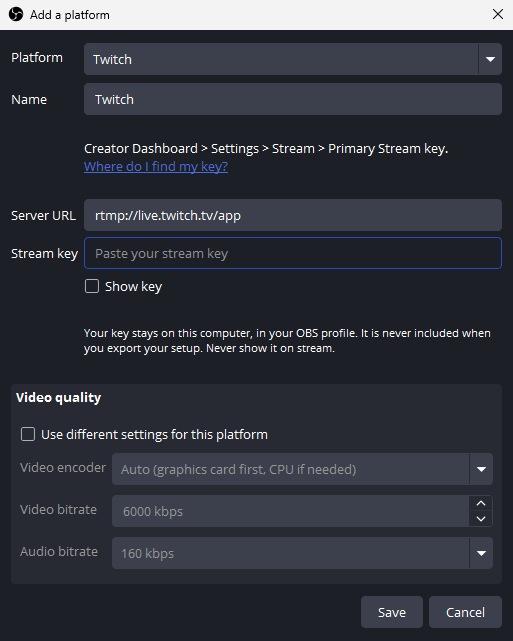 Add a platform
Platform
Twitch
Name
Twitch
Creator Dashboard > Settings > Stream > Primary Stream key.
Where do I find my key?
Server URL
rtmp://live.twitch.tv/app
Stream key
Paste your stream key
Show key
Your key stays on this computer, in your OBS profile. It is never included when
you export your setup. Never show it on stream.
Video quality
Use different settings for this platform
Video encoder
Auto (graphics card first, CPU if needed)
Video bitrate
6000 kbps
Audio bitrate
160 kbps
Save
Cancel